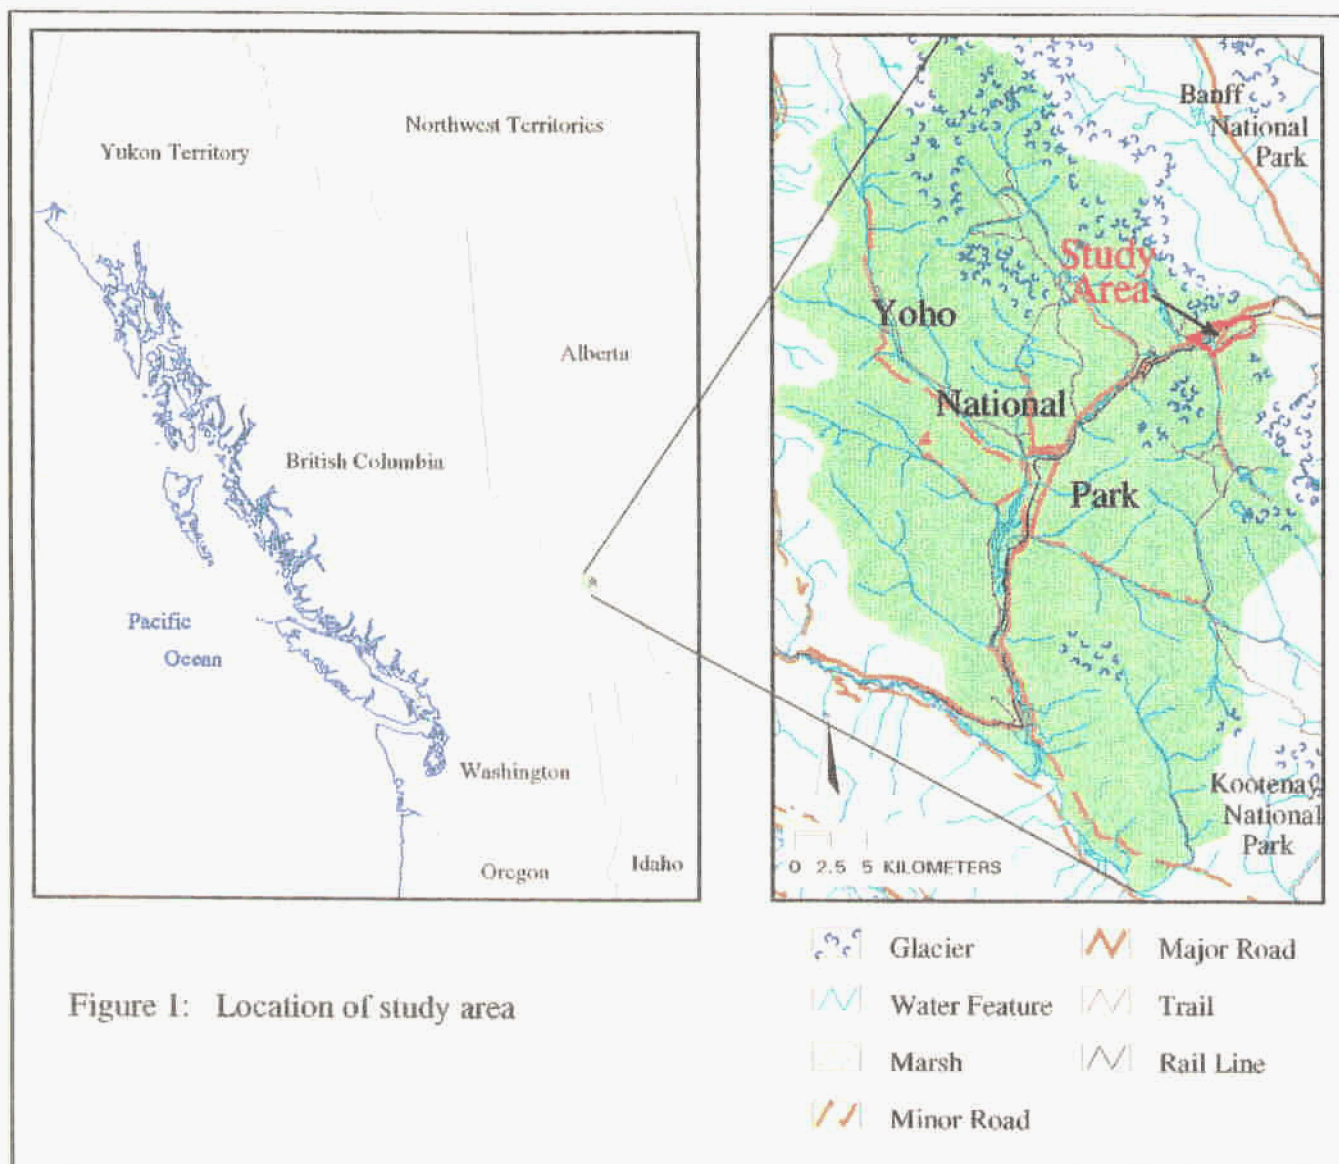 Yukon Territory
Northwest Territories
Alberta
British Columbia
Pacific
Ocean
Washington
Oregon
Idaho
Banff
National
Park
Study
Area
Yoho
National
Park
Kootenay
National
Park
0 2.5 5 KILOMETERS
Glacier
Water Feature
Marsh
Minor Road
Major Road
Trail
Rail Line
Figure 1: Location of study area